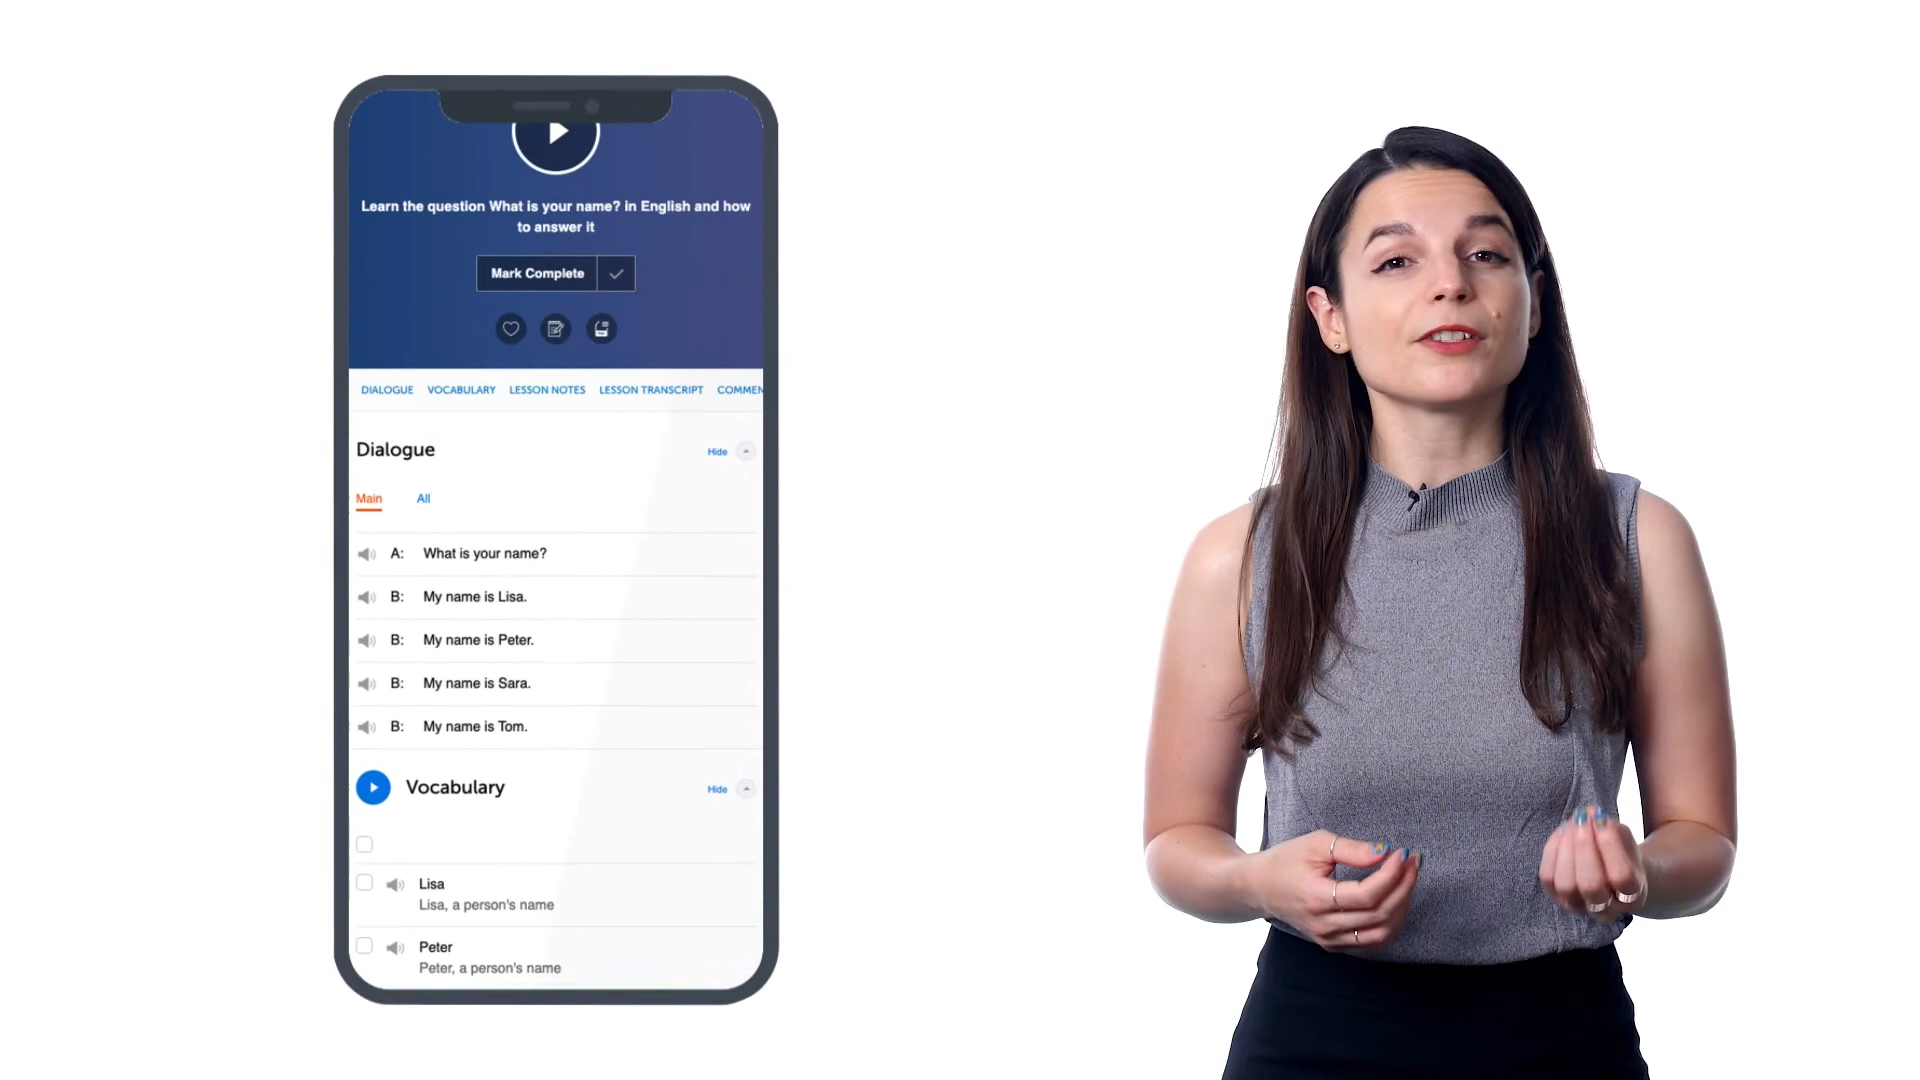 Learn the question What is your name? in English and how
to answer it
Mark Complete
DIALOGUE VOCABULARY LESSON NOTES LESSON TRANSCRIPT COMMEN
Dialogue Hide
Main All
A: What is your name?
B: My name is Lisa.
B: My name is Peter.
B: My name is Sara.
B: My name is Tom.
Vocabulary Hide
Lisa
Lisa, a person's name
Peter
Peter, a person's name